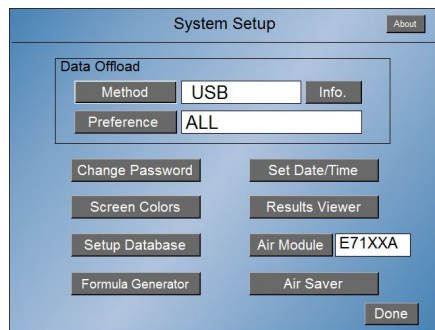 System Setup
About
Data Offload
Method USB Info.
Preference ALL
Change Password Set Date/Time
Screen Colors Results Viewer
Setup Database Air Module E71XXA
Formula Generator Air Saver
Done